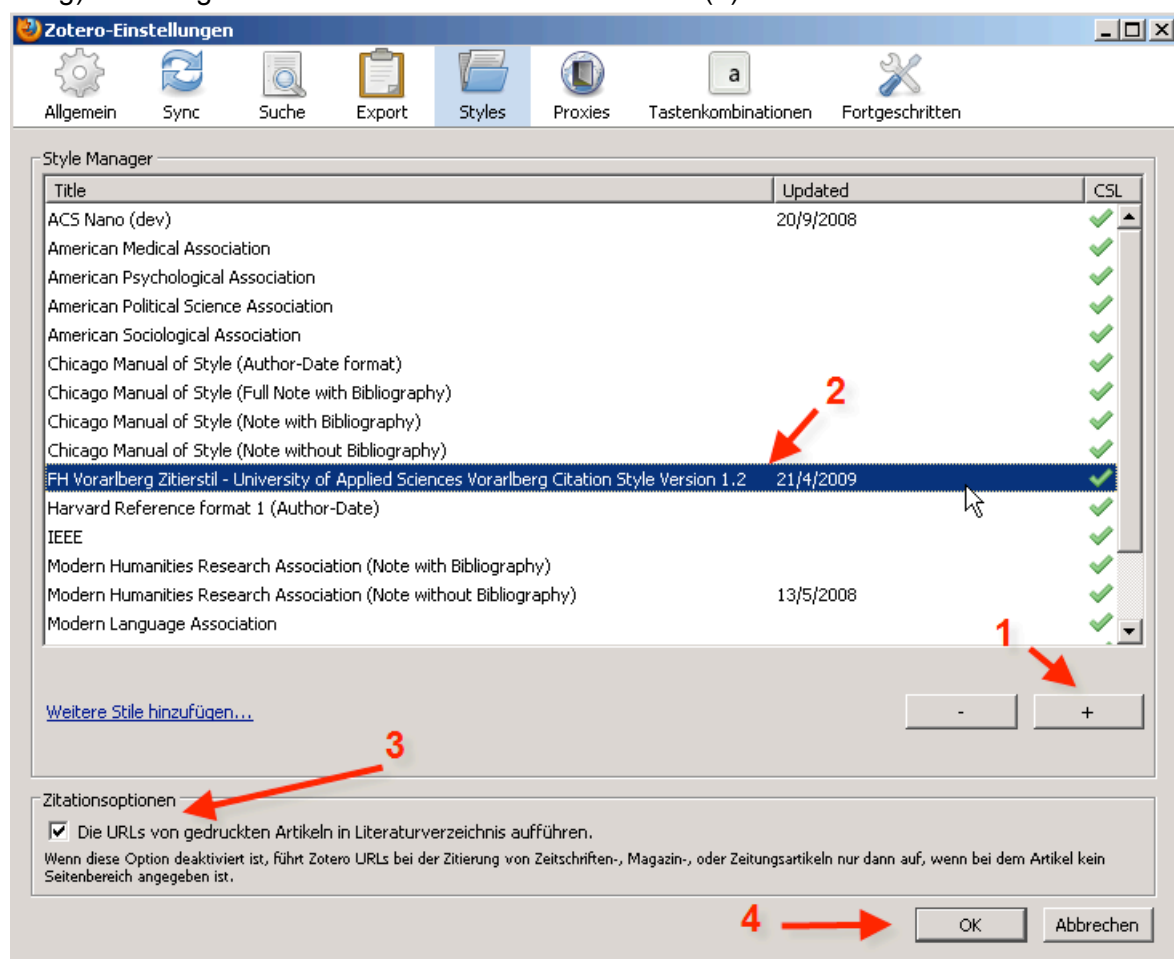 Zotero-Einstellungen
Allgemein Sync Suche Export Styles Proxies Tastenkombinationen Fortgeschritten
a
Style Manager
Title Updated CSL
ACS Nano (dev) 20/9/2008
American Medical Association
American Psychological Association
American Political Science Association
American Sociological Association
Chicago Manual of Style (Author-Date format)
Chicago Manual of Style (Full Note with Bibliography)
2
Chicago Manual of Style (Note with Bibliography)
Chicago Manual of Style (Note without Bibliography)
FH Vorarlberg Zitierstil - University of Applied Sciences Vorarlberg Citation Style Version 1.2 21/4/2009
Harvard Reference format 1 (Author-Date)
IEEE
Modern Humanities Research Association (Note with Bibliography)
Modern Humanities Research Association (Note without Bibliography) 13/5/2008
Modern Language Association
1
Weitere Stile hinzufügen... - +
3
Zitationsoptionen
Die URLs von gedruckten Artikeln in Literaturverzeichnis aufführen.
Wenn diese Option deaktiviert ist, führt Zotero URLs bei der Zitierung von Zeitschriften-, Magazin-, oder Zeitungsartikeln nur dann auf, wenn bei dem Artikel kein
Seitenbereich angegeben ist.
4 OK Abbrechen